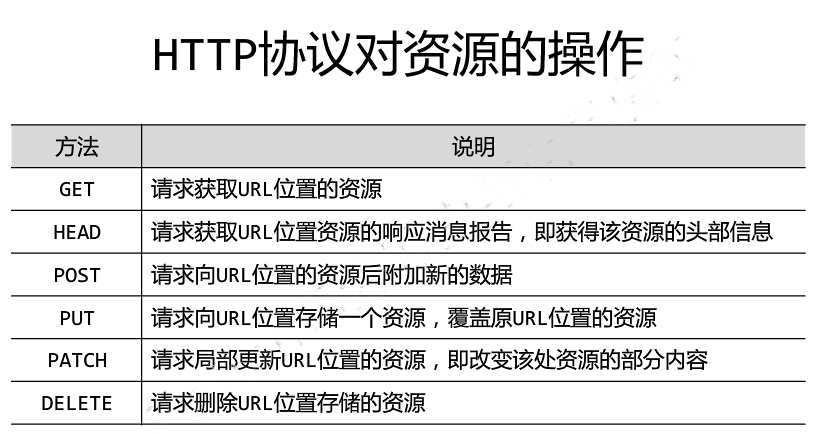 HTTP协议对资源的操作
方法 说明
GET 请求获取URL位置的资源
HEAD 请求获取URL位置资源的响应消息报告，即获得该资源的头部信息
POST 请求向URL位置的资源后附加新的数据
PUT 请求向URL位置存储一个资源，覆盖原URL位置的资源
PATCH 请求局部更新URL位置的资源，即改变该处资源的部分内容
DELETE 请求删除URL位置存储的资源